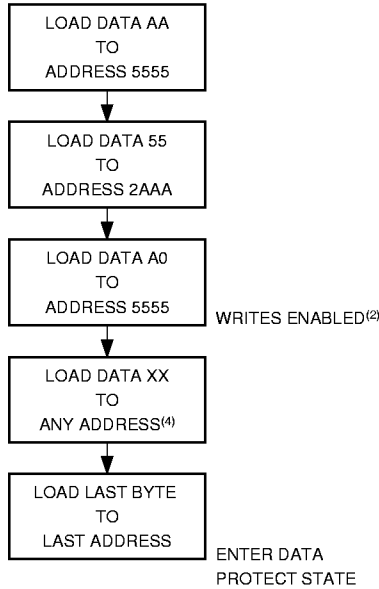 LOAD DATA AA
TO
ADDRESS 5555
LOAD DATA 55
TO
ADDRESS 2AAA
LOAD DATA A0
TO
ADDRESS 5555
WRITES ENABLED(2)
LOAD DATA XX
TO
ANY ADDRESS(4)
LOAD LAST BYTE
TO
LAST ADDRESS
ENTER DATA
PROTECT STATE